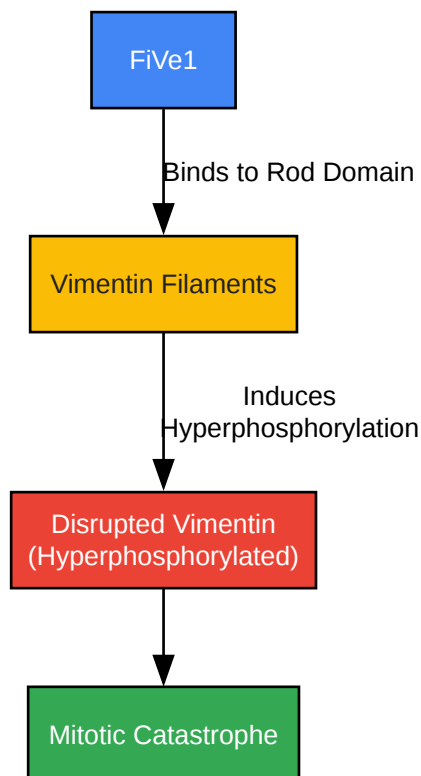 FiVe1
Binds to Rod Domain
Vimentin Filaments
Induces
Hyperphosphorylation
Disrupted Vimentin
(Hyperphosphorylated)
Mitotic Catastrophe